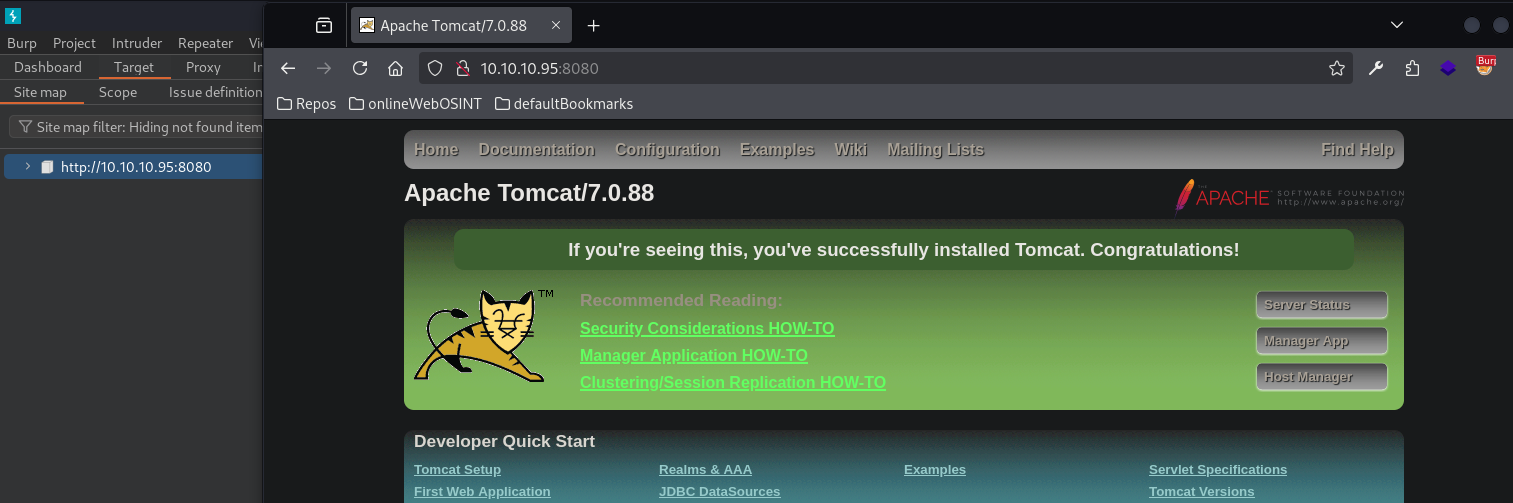 Apache Tomcat/7.0.88
Burp Project Intruder Repeater
Dashboard Target Proxy
10.10.10.95:8080
Burp
Site map Scope Issue definition
Repos onlineWebOSINT defaultBookmarks
Site map filter: Hiding not found item
http://10.10.10.95:8080
Home Documentation Configuration Examples Wiki Mailing Lists Find Help
Apache Tomcat/7.0.88
THE APACHE SOFTWARE FOUNDATION
http://www.apache.org/
If you're seeing this, you've successfully installed Tomcat. Congratulations!
TM
Recommended Reading:
Security Considerations HOW-TO
Manager Application HOW-TO
Clustering/Session Replication HOW-TO
Server Status
Manager App
Host Manager
Developer Quick Start
Tomcat Setup Realms & AAA Examples Servlet Specifications
First Web Application JDBC DataSources Tomcat Versions